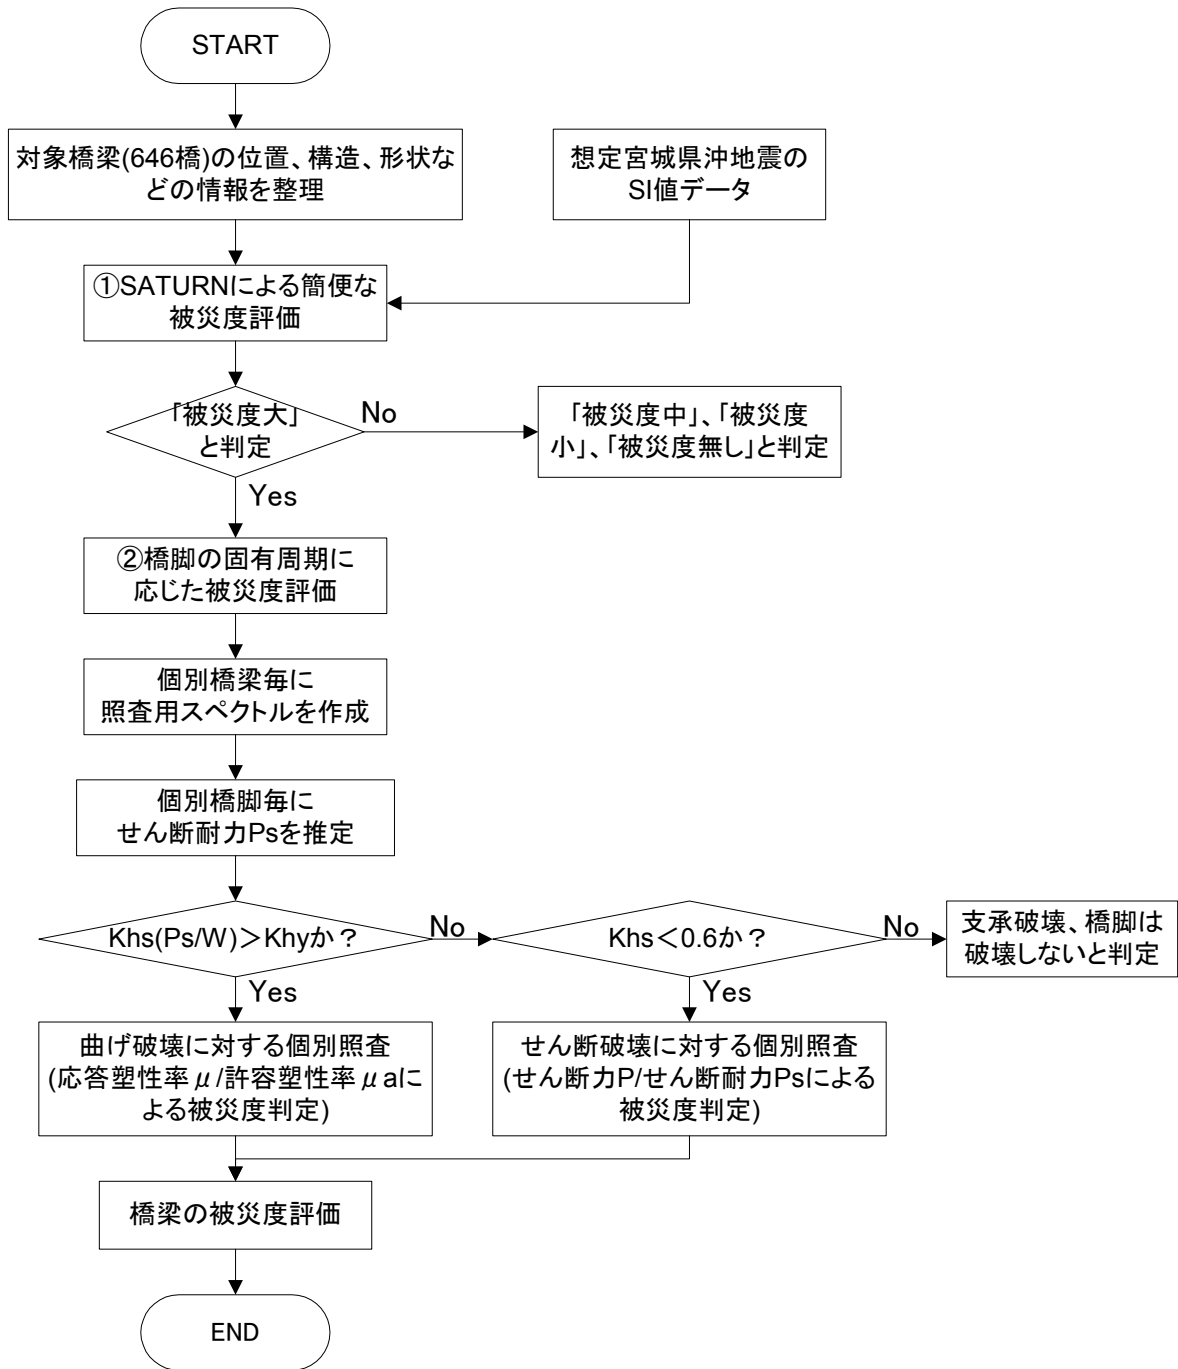 START
対象橋梁(646橋)の位置、構造、形状な
どの情報を整理
想定宮城県沖地震の
SI値データ
①SATURNによる簡便な
被災度評価
「被災度大」
と判定
No
「被災度中」、「被災度
小」、「被災度無し」と判定
Yes
②橋脚の固有周期に
応じた被災度評価
個別橋梁毎に
照査用スペクトルを作成
個別橋脚毎に
せん断耐力Psを推定
Khs(Ps/W)>Khyか?
No
Khs<0.6か?
No
支承破壊、橋脚は
破壊しないと判定
Yes
Yes
曲げ破壊に対する個別照査
(応答塑性率μ/許容塑性率μaに
よる被災度判定)
せん断破壊に対する個別照査
(せん断力P/せん断耐力Psによる
被災度判定)
橋梁の被災度評価
END